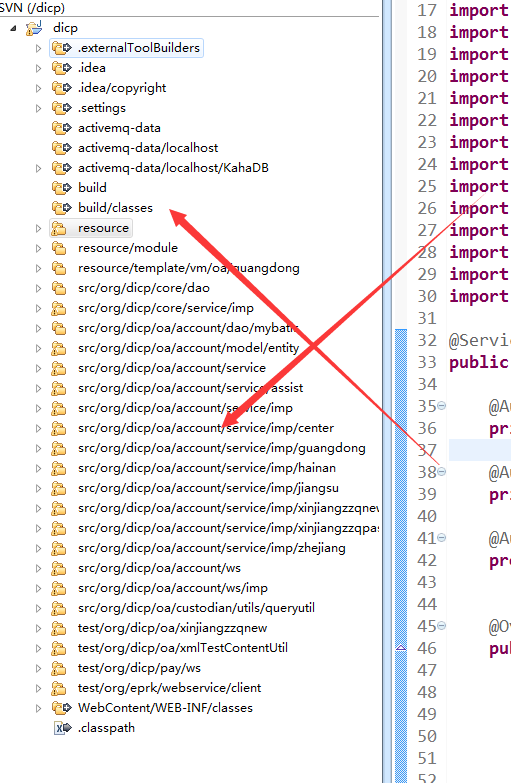 SVN (/dicp)
dicp
.externalToolBuilders
.idea
.idea/copyright
.settings
activemq-data
activemq-data/localhost
activemq-data/localhost/KahaDB
build
build/classes
resource
resource/module
resource/template/vm/oa/guangdong
src/org/dicp/core/dao
src/org/dicp/core/service/imp
src/org/dicp/oa/account/dao/mybatis
src/org/dicp/oa/account/model/entity
src/org/dicp/oa/account/service
src/org/dicp/oa/account/service/assist
src/org/dicp/oa/account/service/imp
src/org/dicp/oa/account/service/imp/center
src/org/dicp/oa/account/service/imp/guangdong
src/org/dicp/oa/account/service/imp/hainan
src/org/dicp/oa/account/service/imp/jiangsu
src/org/dicp/oa/account/service/imp/xinjiangzzqnew
src/org/dicp/oa/account/service/imp/xinjiangzzqpas
src/org/dicp/oa/account/service/imp/zhejiang
src/org/dicp/oa/account/ws
src/org/dicp/oa/account/ws/imp
src/org/dicp/oa/custodian/utils/queryutil
test/org/dicp/oa/xinjiangzzqnew
test/org/dicp/oa/xmlTestContentUtil
test/org/dicp/pay/ws
test/org/eprk/webservice/client
WebContent/WEB-INF/classes
.classpath
17 import
18 import
19 import
20 import
21 import
22 import
23 import
24 import
25 import
26 import
27 import
28 import
29 import
30 import
31
32 @Servi
33 public
34
35 @Au
36 pri
37
38 @Au
39 pri
40
41 @Au
42 pro
43
44
45 @Ov
46 pub
47
48
49
50
51
52